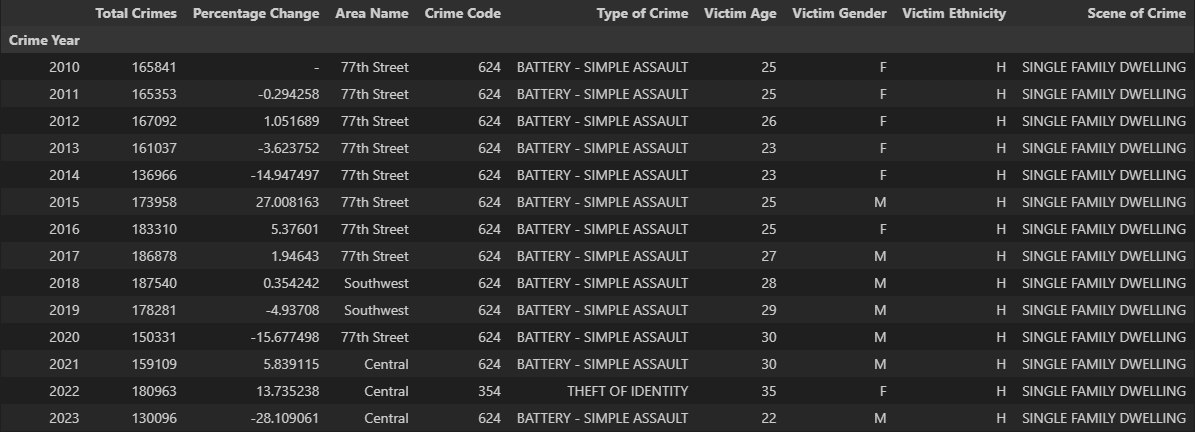 Total Crimes Percentage Change Area Name Crime Code Type of Crime Victim Age Victim Gender Victim Ethnicity Scene of Crime
Crime Year
2010 165841 - 77th Street 624 BATTERY - SIMPLE ASSAULT 25 F H SINGLE FAMILY DWELLING
2011 165353 -0.294258 77th Street 624 BATTERY - SIMPLE ASSAULT 25 F H SINGLE FAMILY DWELLING
2012 167092 1.051689 77th Street 624 BATTERY - SIMPLE ASSAULT 26 F H SINGLE FAMILY DWELLING
2013 161037 -3.623752 77th Street 624 BATTERY - SIMPLE ASSAULT 23 F H SINGLE FAMILY DWELLING
2014 136966 -14.947497 77th Street 624 BATTERY - SIMPLE ASSAULT 23 F H SINGLE FAMILY DWELLING
2015 173958 27.008163 77th Street 624 BATTERY - SIMPLE ASSAULT 25 M H SINGLE FAMILY DWELLING
2016 183310 5.37601 77th Street 624 BATTERY - SIMPLE ASSAULT 25 F H SINGLE FAMILY DWELLING
2017 186878 1.94643 77th Street 624 BATTERY - SIMPLE ASSAULT 27 M H SINGLE FAMILY DWELLING
2018 187540 0.354242 Southwest 624 BATTERY - SIMPLE ASSAULT 28 M H SINGLE FAMILY DWELLING
2019 178281 -4.93708 Southwest 624 BATTERY - SIMPLE ASSAULT 29 M H SINGLE FAMILY DWELLING
2020 150331 -15.677498 77th Street 624 BATTERY - SIMPLE ASSAULT 30 M H SINGLE FAMILY DWELLING
2021 159109 5.839115 Central 624 BATTERY - SIMPLE ASSAULT 30 M H SINGLE FAMILY DWELLING
2022 180963 13.735238 Central 354 THEFT OF IDENTITY 35 F H SINGLE FAMILY DWELLING
2023 130096 -28.109061 Central 624 BATTERY - SIMPLE ASSAULT 22 M H SINGLE FAMILY DWELLING